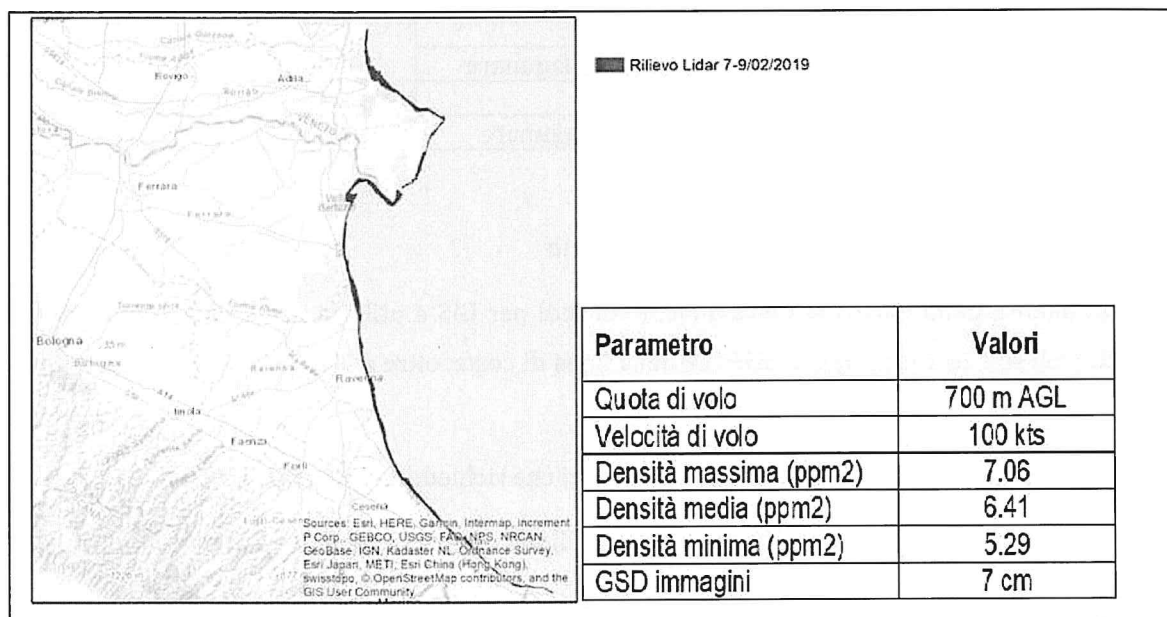 Rovigo
Adria
VENETO
Ferrara
Ferrara
Bologna
Bologna
Ravenna
Ravenna
Imola
Faenza
Forlì
Cesena
Sources: Esri, HERE, Garmin, Intermap, increment
P Corp., GEBCO, USGS, FAO, NPS, NRCAN,
GeoBase, IGN, Kadaster NL, Ordnance Survey,
Esri Japan, METI, Esri China (Hong Kong),
swisstopo, © OpenStreetMap contributors, and the
GIS User Community
Rilievo Lidar 7-9/02/2019
Parametro Valori
Quota di volo 700 m AGL
Velocità di volo 100 kts
Densità massima (ppm2) 7.06
Densità media (ppm2) 6.41
Densità minima (ppm2) 5.29
GSD immagini 7 cm